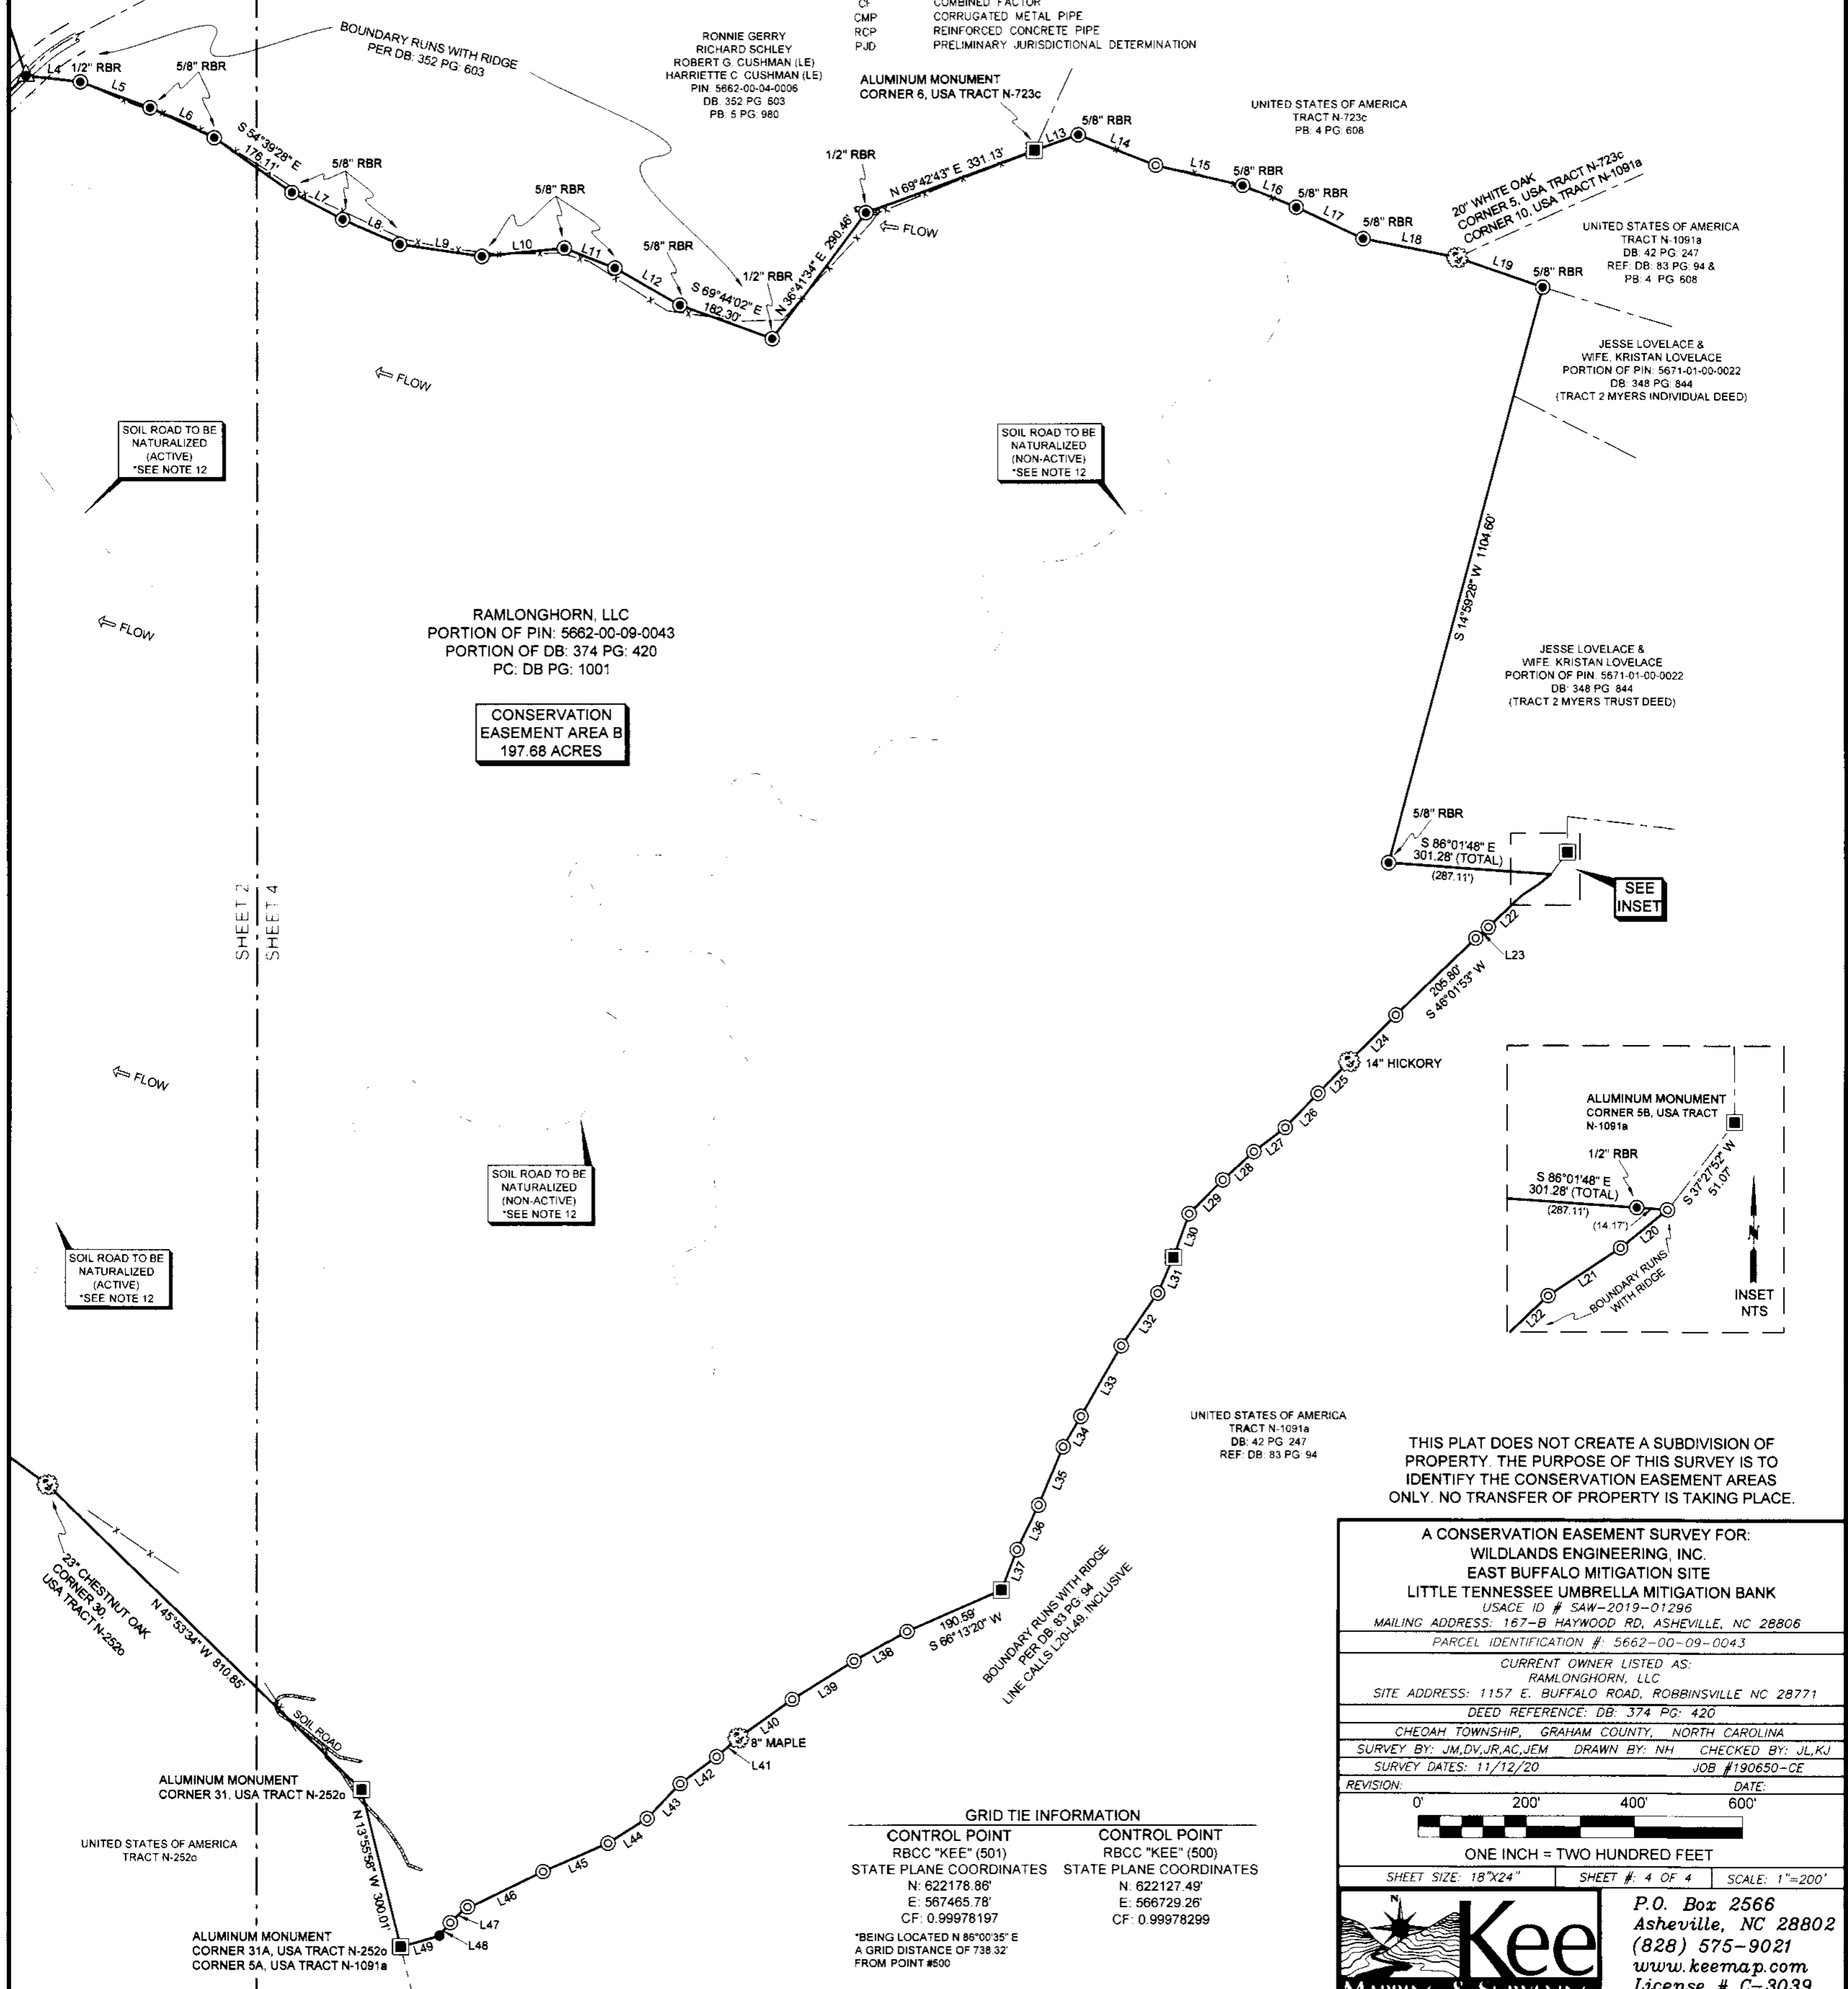 CF COMBINED FACTOR
CMP CORRUGATED METAL PIPE
RCP REINFORCED CONCRETE PIPE
PJD PRELIMINARY JURISDICTIONAL DETERMINATION
BOUNDARY RUNS WITH RIDGE
PER DB: 352 PG: 603
RONNIE GERRY
RICHARD SCHLEY
ROBERT G. CUSHMAN (LE)
HARRIETTE C. CUSHMAN (LE)
PIN. 5662-00-04-0006
DB. 352 PG. 603
PB: 5 PG: 980
ALUMINUM MONUMENT
CORNER 6, USA TRACT N-723c
UNITED STATES OF AMERICA
TRACT N-723c
PB: 4 PG: 608
L4
1/2" RBR
L5
5/8" RBR
L6
S 54°39'28" E
176.11'
5/8" RBR
L7
L8
L9
5/8" RBR
L10
L11
L12
5/8" RBR
S 69°44'02" E
182.30'
1/2" RBR
N 36°41'34" E 290.46'
1/2" RBR
N 69°42'43" E 331.13'
L13
5/8" RBR
L14
L15
5/8" RBR
L16
5/8" RBR
L17
5/8" RBR
L18
20" WHITE OAK
CORNER 5, USA TRACT N-723c
CORNER 10, USA TRACT N-1091a
L19
5/8" RBR
UNITED STATES OF AMERICA
TRACT N-1091a
DB: 42 PG: 247
REF: DB: 83 PG: 94 &
PB: 4 PG: 608
FLOW
FLOW
JESSE LOVELACE &
WIFE, KRISTAN LOVELACE
PORTION OF PIN: 5671-01-00-0022
DB: 348 PG: 844
(TRACT 2 MYERS INDIVIDUAL DEED)
SOIL ROAD TO BE
NATURALIZED
(ACTIVE)
*SEE NOTE 12
SOIL ROAD TO BE
NATURALIZED
(NON-ACTIVE)
*SEE NOTE 12
S 14°59'28" W 1104.60'
FLOW
RAMLONGHORN, LLC
PORTION OF PIN: 5662-00-09-0043
PORTION OF DB: 374 PG: 420
PC: DB PG: 1001
JESSE LOVELACE &
WIFE. KRISTAN LOVELACE
PORTION OF PIN. 5671-01-00-0022
DB: 348 PG. 844
(TRACT 2 MYERS TRUST DEED)
CONSERVATION
EASEMENT AREA B
197.68 ACRES
SHEET 2
SHEET 4
5/8" RBR
S 86°01'48" E
301.28' (TOTAL)
(287.11')
SEE
INSET
L22
L23
205.80'
S 46°01'53" W
L24
14" HICKORY
L25
L26
L27
L28
L29
L30
L31
L32
L33
L34
L35
L36
L37
FLOW
SOIL ROAD TO BE
NATURALIZED
(NON-ACTIVE)
*SEE NOTE 12
SOIL ROAD TO BE
NATURALIZED
(ACTIVE)
*SEE NOTE 12
ALUMINUM MONUMENT
CORNER 5B, USA TRACT
N-1091a
1/2" RBR
S 86°01'48" E
301.28' (TOTAL)
(287.11')
(14.17')
S 37°27'52" W
51.07'
L20
L21
L22
BOUNDARY RUNS
WITH RIDGE
N
INSET
NTS
UNITED STATES OF AMERICA
TRACT N-1091a
DB: 42 PG. 247
REF: DB: 83 PG. 94
THIS PLAT DOES NOT CREATE A SUBDIVISION OF
PROPERTY. THE PURPOSE OF THIS SURVEY IS TO
IDENTIFY THE CONSERVATION EASEMENT AREAS
ONLY. NO TRANSFER OF PROPERTY IS TAKING PLACE.
23" CHESTNUT OAK
CORNER 30,
USA TRACT N-252o
N 45°53'34" W 810.85'
SOIL ROAD
ALUMINUM MONUMENT
CORNER 31, USA TRACT N-252o
UNITED STATES OF AMERICA
TRACT N-252o
N 13°55'58" W 300.01'
ALUMINUM MONUMENT
CORNER 31A, USA TRACT N-252o
CORNER 5A, USA TRACT N-1091a
190.59'
S 66°13'20" W
BOUNDARY RUNS WITH RIDGE
PER DB: 83 PG: 94
LINE CALLS L20-L49, INCLUSIVE
L38
L39
L40
8" MAPLE
L41
L42
L43
L44
L45
L46
L47
L48
L49
GRID TIE INFORMATION
CONTROL POINT CONTROL POINT
RBCC "KEE" (501) RBCC "KEE" (500)
STATE PLANE COORDINATES STATE PLANE COORDINATES
N: 622178.86' N: 622127.49'
E: 567465.78' E: 566729.26'
CF: 0.99978197 CF: 0.99978299
*BEING LOCATED N 86°00'35" E
A GRID DISTANCE OF 738.32'
FROM POINT #500
A CONSERVATION EASEMENT SURVEY FOR:
WILDLANDS ENGINEERING, INC.
EAST BUFFALO MITIGATION SITE
LITTLE TENNESSEE UMBRELLA MITIGATION BANK
USACE ID # SAW-2019-01296
MAILING ADDRESS: 167-B HAYWOOD RD, ASHEVILLE, NC 28806
PARCEL IDENTIFICATION #: 5662-00-09-0043
CURRENT OWNER LISTED AS:
RAMLONGHORN, LLC
SITE ADDRESS: 1157 E. BUFFALO ROAD, ROBBINSVILLE NC 28771
DEED REFERENCE: DB: 374 PG: 420
CHEOAH TOWNSHIP, GRAHAM COUNTY, NORTH CAROLINA
SURVEY BY: JM,DV,JR,AC,JEM DRAWN BY: NH CHECKED BY: JL,KJ
SURVEY DATES: 11/12/20 JOB #190650-CE
REVISION: DATE:
0' 200' 400' 600'
ONE INCH = TWO HUNDRED FEET
SHEET SIZE: 18"X24" SHEET #: 4 OF 4 SCALE: 1"=200'
N
Kee
MAPPING & SURVEYING
P.O. Box 2566
Asheville, NC 28802
(828) 575-9021
www.keemap.com
License # C-3039